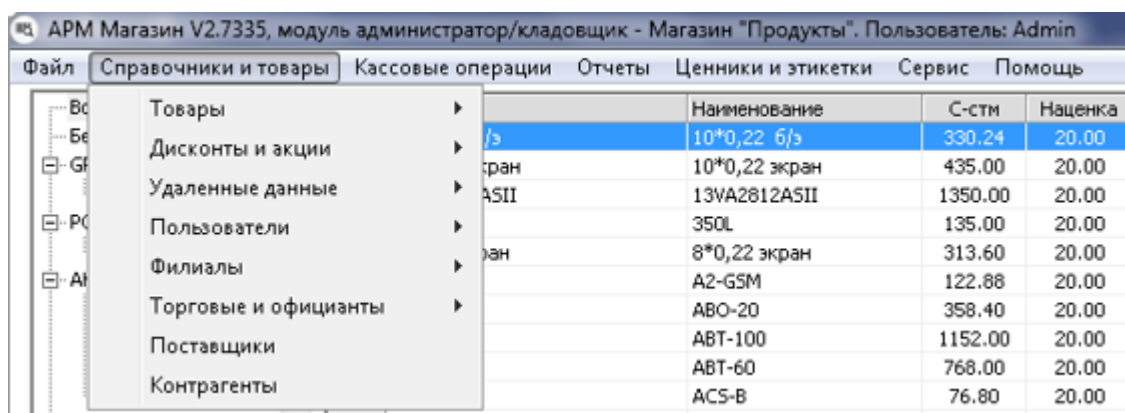 АРМ Магазин V2.7335, модуль администратор/кладовщик - Магазин "Продукты". Пользователь: Admin
Файл Справочники и товары Кассовые операции Отчеты Ценники и этикетки Сервис Помощь
Товары
Дисконты и акции
Удаленные данные
Пользователи
Филиалы
Торговые и официанты
Поставщики
Контрагенты
Наименование С-стм Наценка
10*0,22 б/э 330.24 20.00
10*0,22 экран 435.00 20.00
13VA2812ASII 1350.00 20.00
350L 135.00 20.00
8*0,22 экран 313.60 20.00
A2-GSM 122.88 20.00
ABO-20 358.40 20.00
ABT-100 1152.00 20.00
ABT-60 768.00 20.00
ACS-B 76.80 20.00